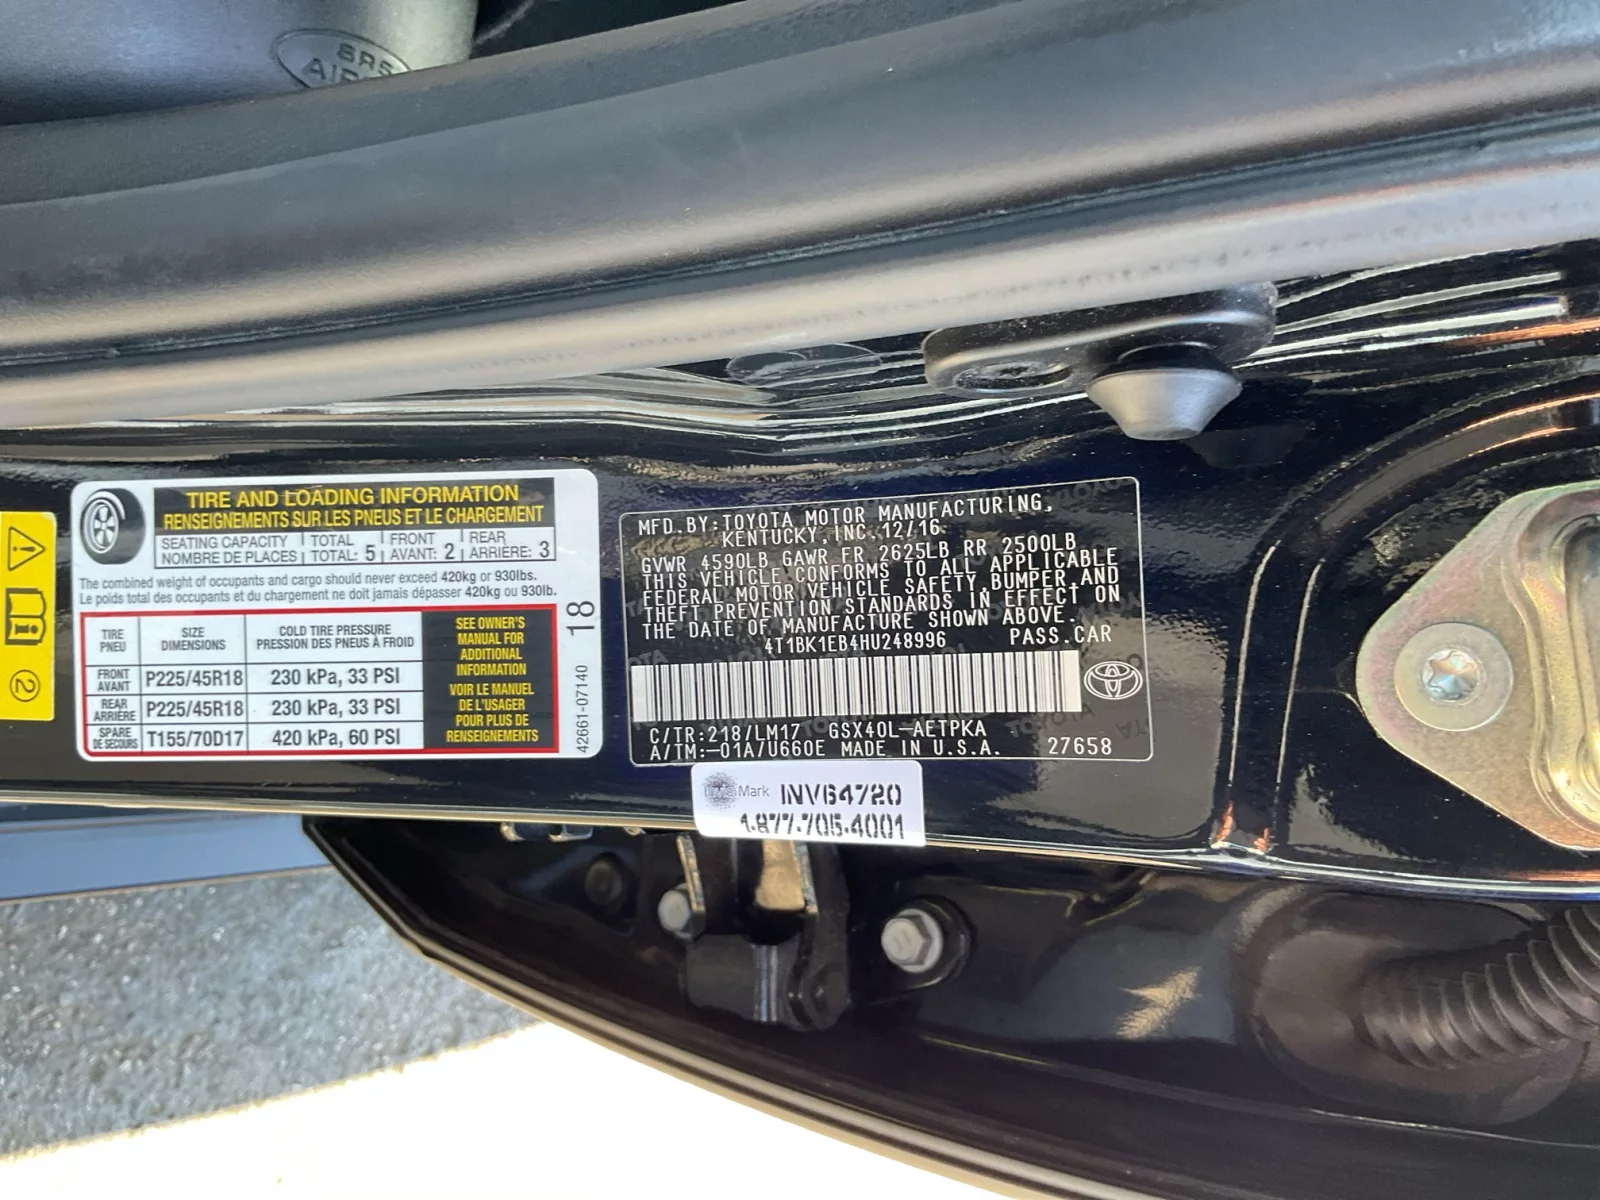 SRS
TIRE AND LOADING INFORMATION
RENSEIGNEMENTS SUR LES PNEUS ET LE CHARGEMENT
SEATING CAPACITY | TOTAL | FRONT | REAR
NOMBRE DE PLACES | TOTAL: 5 | AVANT: 2 | ARRIÈRE: 3
The combined weight of occupants and cargo should never exceed 420kg or 930lbs.
Le poids total des occupants et du chargement ne doit jamais dépasser 420kg ou 930lb.
TIRE
PNEU
SIZE
DIMENSIONS
COLD TIRE PRESSURE
PRESSION DES PNEUS À FROID
FRONT
AVANT
P225/45R18
230 kPa, 33 PSI
REAR
ARRIÈRE
P225/45R18
230 kPa, 33 PSI
SPARE
DE SECOURS
T155/70D17
420 kPa, 60 PSI
SEE OWNER'S
MANUAL FOR
ADDITIONAL
INFORMATION
VOIR LE MANUEL
DE L'USAGER
POUR PLUS DE
RENSEIGNEMENTS
18
42661-07140
2
MFD.BY:TOYOTA MOTOR MANUFACTURING,
KENTUCKY, INC.12/16
GVWR 4590LB GAWR FR 2625LB RR 2500LB
THIS VEHICLE CONFORMS TO ALL APPLICABLE
FEDERAL MOTOR VEHICLE SAFETY,BUMPER,AND
THEFT PREVENTION STANDARDS IN EFFECT ON
THE DATE OF MANUFACTURE SHOWN ABOVE.
4T1BK1EB4HU248996 PASS.CAR
C/TR:218/LM17 GSX40L-AETPKA
A/TM:-01A/U660E MADE IN U.S.A. 27658
Mark INV64720
1-877-705-4001